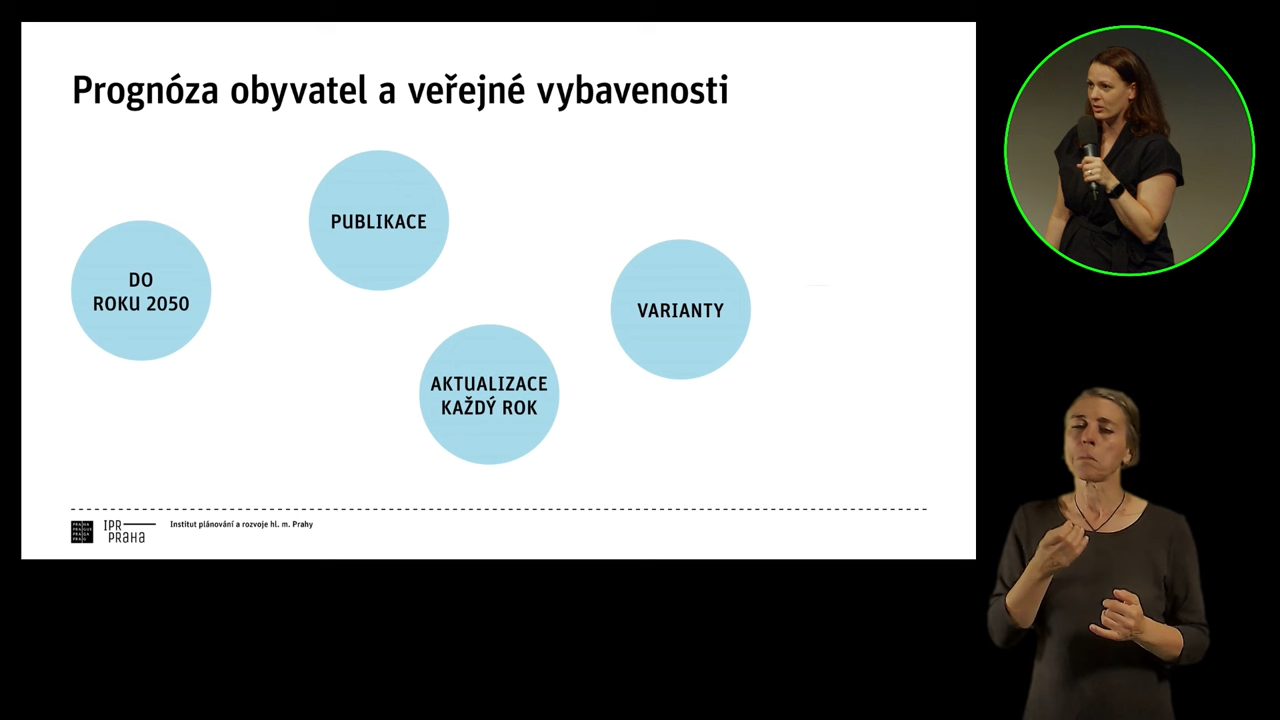 Prognóza obyvatel a veřejné vybavenosti
PUBLIKACE
DO
ROKU 2050
VARIANTY
AKTUALIZACE
KAŽDÝ ROK
IPR
PRAHA
Institut plánování a rozvoje hl. m. Prahy